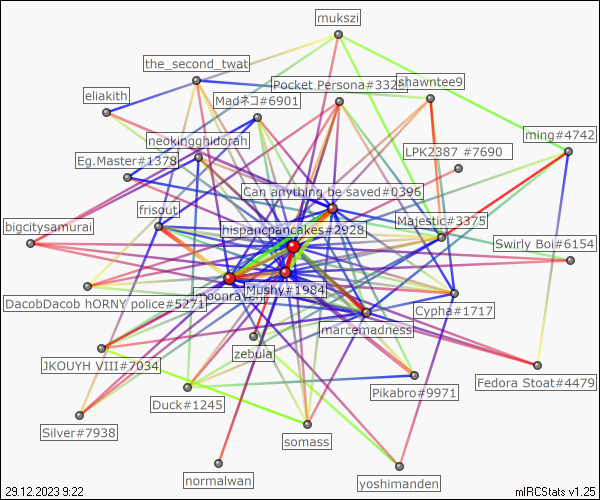 mukszi
the_second_twat
Pocket Persona#3325
shawntee9
eliakith
Madネコ#6901
ming#4742
neokingghidorah
LPK2387 #7690
Eg.Master#1378
Can anything be saved#0396
frisout
Majestic#3375
bigcitysamurai
hispancpancakes#2928
Swirly Boi#6154
Mushy#1984
DacobDacob hORNY police#5271
moonraven
Cypha#1717
marcemadness
zebula
JKOUYH VIII#7034
Fedora Stoat#4479
Pikabro#9971
Duck#1245
Silver#7938
somass
normalwan
yoshimanden
29.12.2023 9:22
mIRCStats v1.25